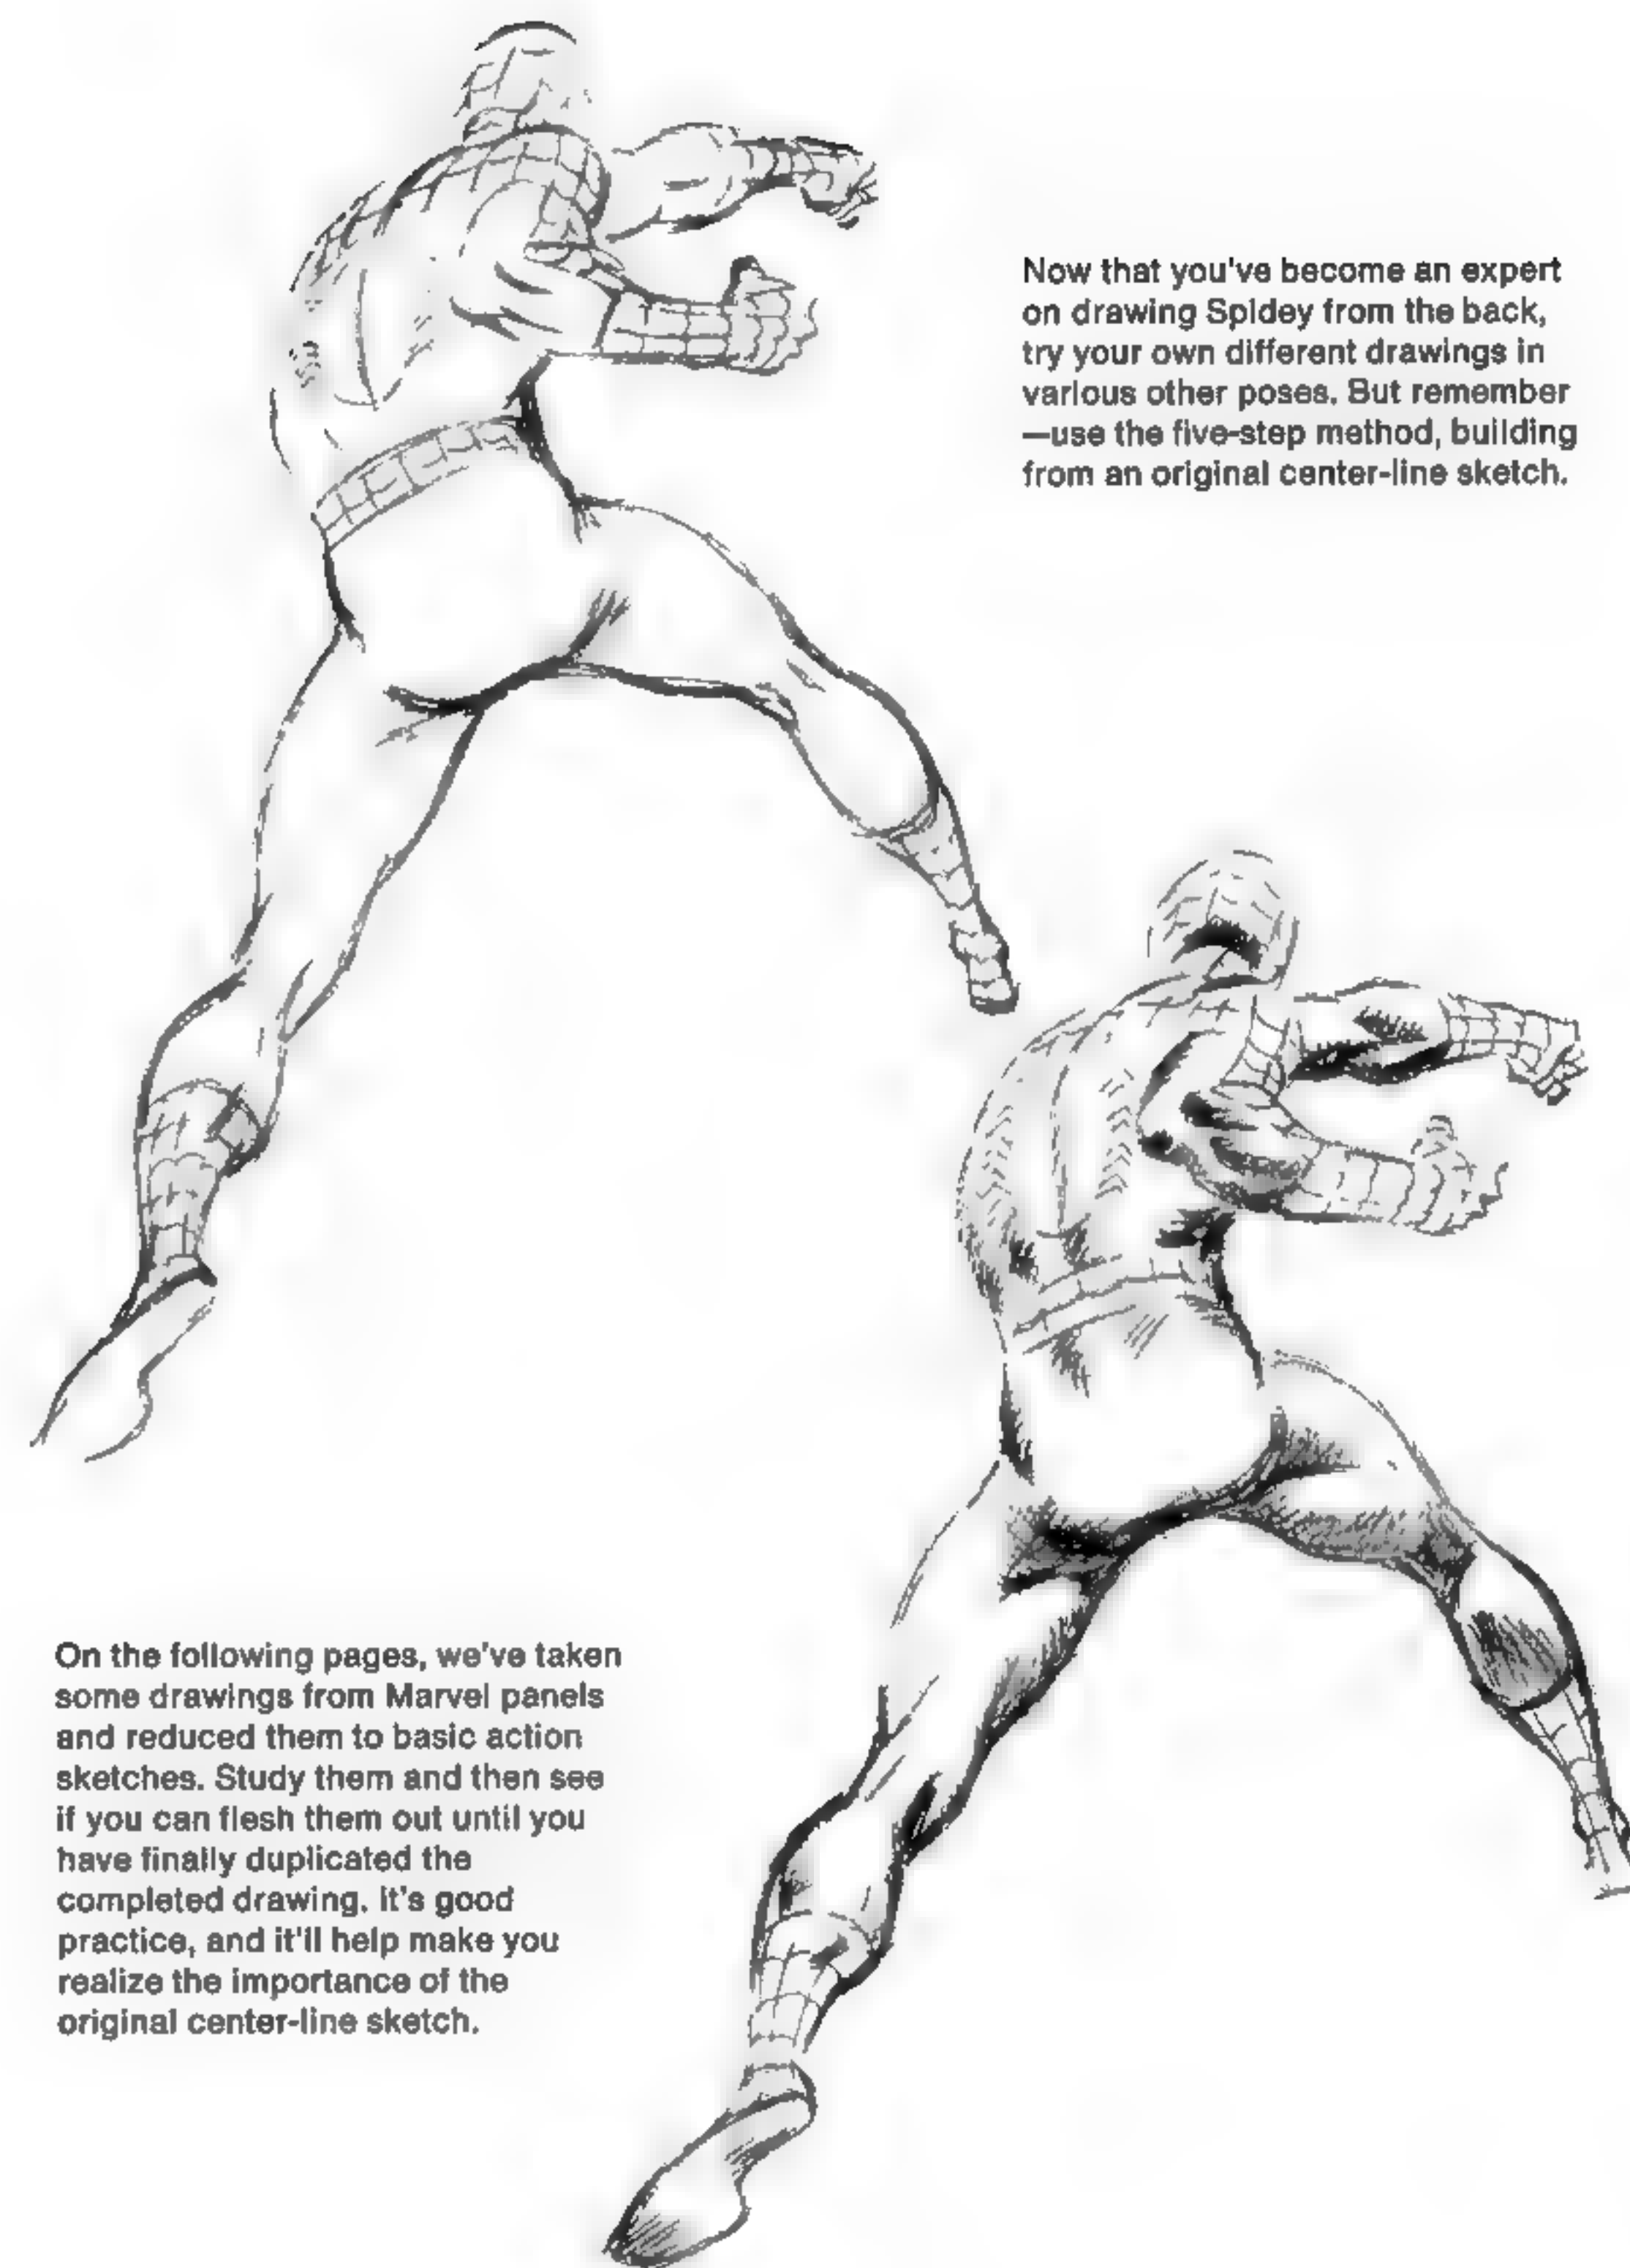 Now that you've become an expert
on drawing Spidey from the back,
try your own different drawings in
various other poses. But remember
—use the five-step method, building
from an original center-line sketch.
On the following pages, we've taken
some drawings from Marvel panels
and reduced them to basic action
sketches. Study them and then see
if you can flesh them out until you
have finally duplicated the
completed drawing. It's good
practice, and it'll help make you
realize the importance of the
original center-line sketch.